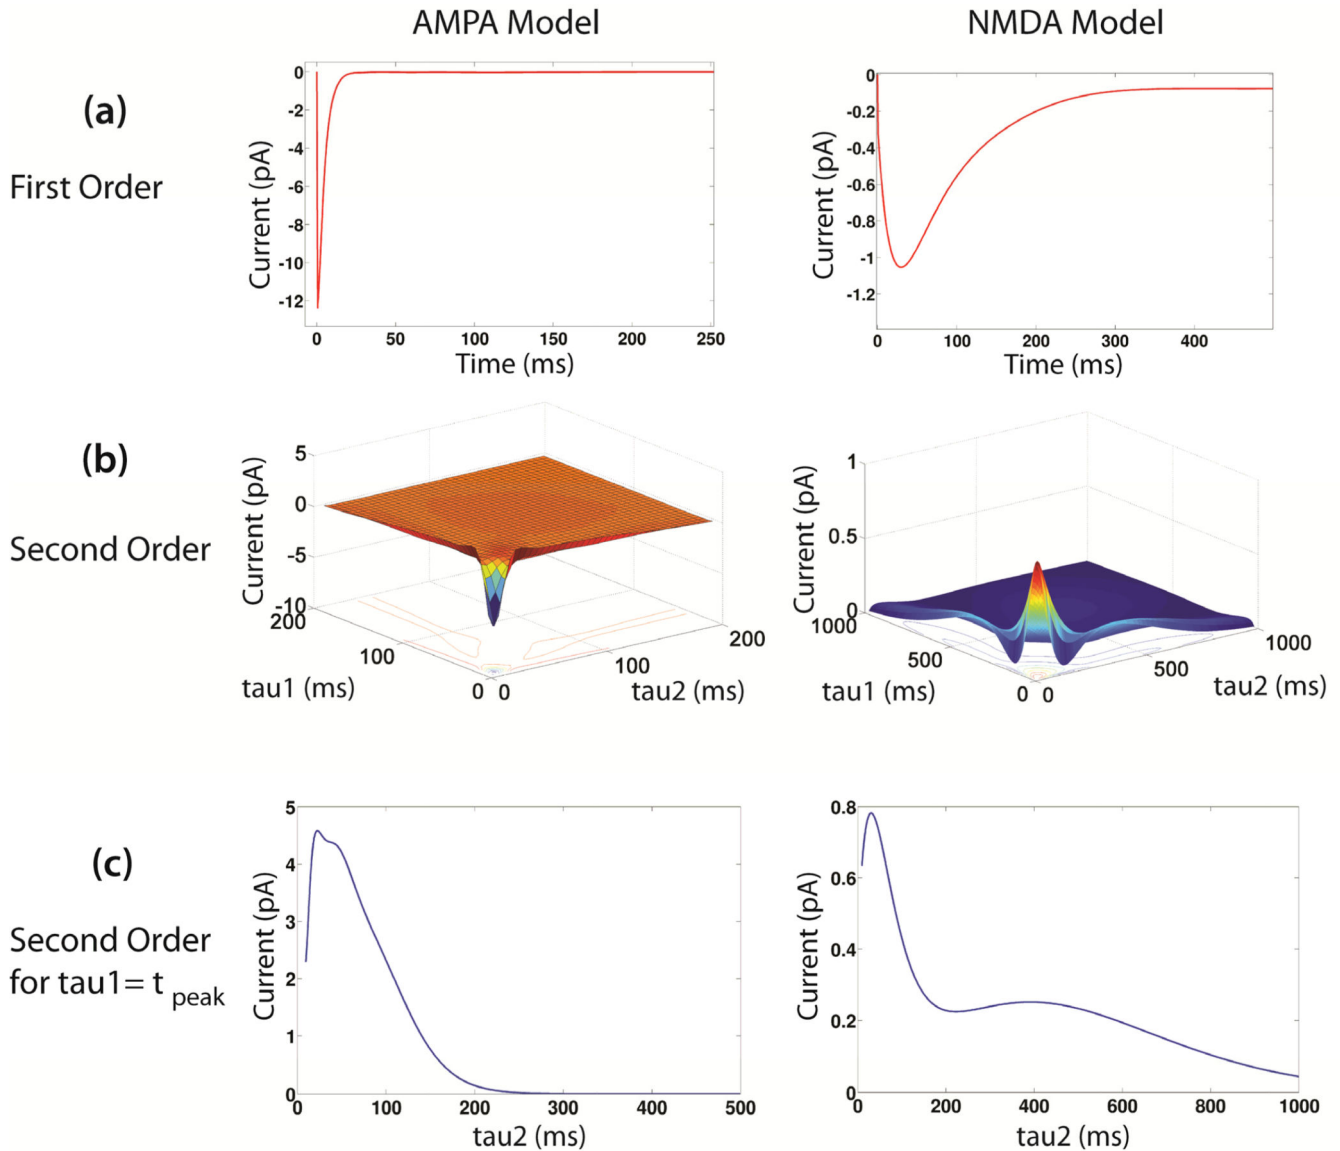 AMPA Model
NMDA Model
(a)
First Order
0
-2
-4
-6
-8
-10
-12
Current (pA)
0
50
100
150
200
250
Time (ms)
0
-0.2
-0.4
-0.6
-0.8
-1
-1.2
Current (pA)
0
100
200
300
400
Time (ms)
(b)
Second Order
5
0
-5
-10
Current (pA)
200
100
0
tau1 (ms)
0
100
200
tau2 (ms)
1
0.5
0
Current (pA)
1000
500
0
tau1 (ms)
0
500
1000
tau2 (ms)
(c)
Second Order
for tau1= t peak
5
4
3
2
1
0
Current (pA)
0
100
200
300
400
500
tau2 (ms)
0.8
0.6
0.4
0.2
0
Current (pA)
0
200
400
600
800
1000
tau2 (ms)